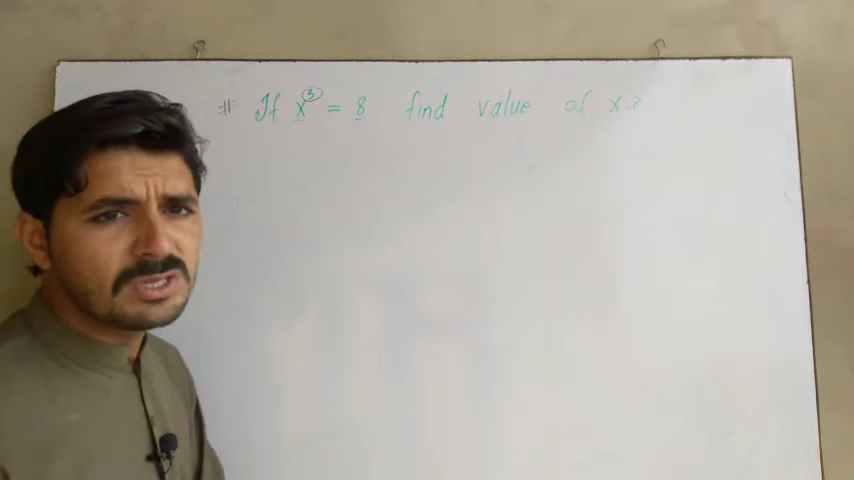 # If x³ = 8 find value of x?